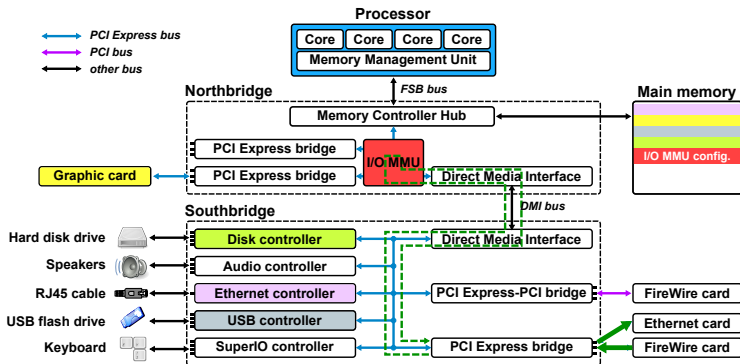 Processor
PCI Express bus
PCI bus
other bus
Core Core Core Core
Memory Management Unit
FSB bus
Northbridge
Main memory
Memory Controller Hub
PCI Express bridge
I/O MMU
I/O MMU config.
Graphic card
PCI Express bridge
Direct Media Interface
DMI bus
Southbridge
Hard disk drive
Disk controller
Direct Media Interface
Speakers
Audio controller
RJ45 cable
Ethernet controller
PCI Express-PCI bridge
FireWire card
USB flash drive
USB controller
Ethernet card
Keyboard
SuperIO controller
PCI Express bridge
FireWire card